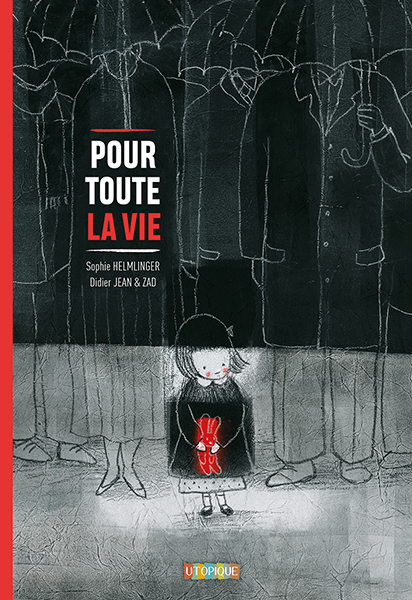 POUR
TOUTE
LA VIE
Sophie HELMLINGER
Didier JEAN & ZAD
UTOPIQUE